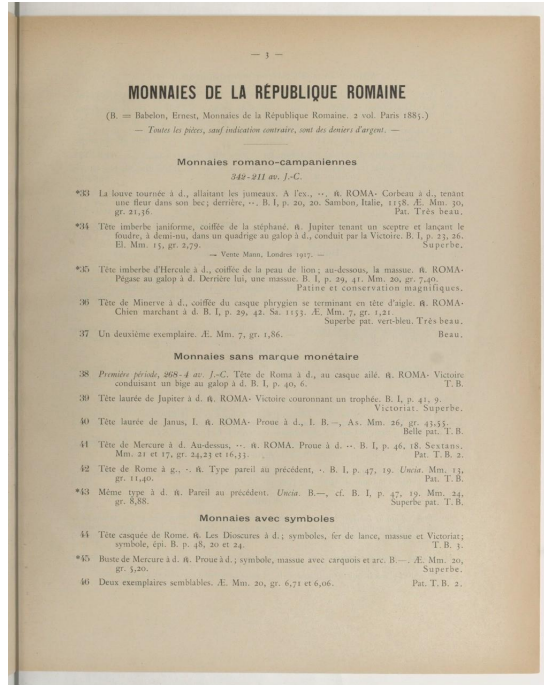 — 3 —
MONNAIES DE LA RÉPUBLIQUE ROMAINE
(B. = Babelon, Ernest, Monnaies de la République Romaine. 2 vol. Paris 1885.)
— Toutes les pièces, sauf indication contraire, sont des deniers d'argent. —
Monnaies romano-campaniennes
342-211 av. J.-C.
*33 La louve tournée à d., allaitant les jumeaux. A l'ex., ··. ℞. ROMA· Corbeau à d., tenant
une fleur dans son bec; derrière, ··. B. I, p. 20, 20. Sambon, Italie, 1158. Æ. Mm. 30,
gr. 21,56. Pat. Très beau.
*34 Tête imberbe janiforme, coiffée de la stéphané. ℞. Jupiter tenant un sceptre et lançant le
foudre, à demi-nu, dans un quadrige au galop à d., conduit par la Victoire. B. I, p. 23, 26.
El. Mm. 15, gr. 2,79. Superbe.
— Vente Mann, Londres 1917. —
*35 Tête imberbe d'Hercule à d., coiffée de la peau de lion; au-dessous, la massue. ℞. ROMA·
Pégase au galop à d. Derrière lui, une massue. B. I, p. 29, 41. Mm. 20, gr. 7,40.
Patine et conservation magnifiques.
36 Tête de Minerve à d., coiffée du casque phrygien se terminant en tête d'aigle. ℞. ROMA·
Chien marchant à d. B. I, p. 29, 42. Sa. 1153. Æ. Mm. 7, gr. 1,21.
Superbe pat. vert-bleu. Très beau.
37 Un deuxième exemplaire. Æ. Mm. 7, gr. 1,86. Beau.
Monnaies sans marque monétaire
38 Première période, 268-4 av. J.-C. Tête de Roma à d., au casque ailé. ℞. ROMA· Victoire
conduisant un bige au galop à d. B. I, p. 40, 6. T. B.
39 Tête laurée de Jupiter à d. ℞. ROMA· Victoire couronnant un trophée. B. I, p. 41, 9.
Victoriat. Superbe.
40 Tête laurée de Janus, I. ℞. ROMA· Proue à d., I. B. —, As. Mm. 26, gr. 43,55.
Belle pat. T. B.
41 Tête de Mercure à d. Au-dessus, ··. ℞. ROMA. Proue à d. ··. B. I, p. 46, 18. Sextans.
Mm. 21 et 17, gr. 24,23 et 16,33. Pat. T. B. 2.
42 Tête de Rome à g., ·. ℞. Type pareil au précédent, ·. B. I, p. 47, 19. Uncia. Mm. 13,
gr. 11,40. Pat. T. B.
*43 Même type à d. ℞. Pareil au précédent. Uncia. B. —, cf. B. I, p. 47, 19. Mm. 24,
gr. 8,88. Superbe pat. T. B.
Monnaies avec symboles
44 Tête casquée de Rome. ℞. Les Dioscures à d.; symboles, fer de lance, massue et Victoriat;
symbole, épi. B. p. 48, 20 et 24. T. B. 3.
*45 Buste de Mercure à d. ℞. Proue à d.; symbole, massue avec carquois et arc. B. —. Æ. Mm. 20,
gr. 5,20. Superbe.
46 Deux exemplaires semblables. Æ. Mm. 20, gr. 6,71 et 6,06. Pat. T. B. 2.